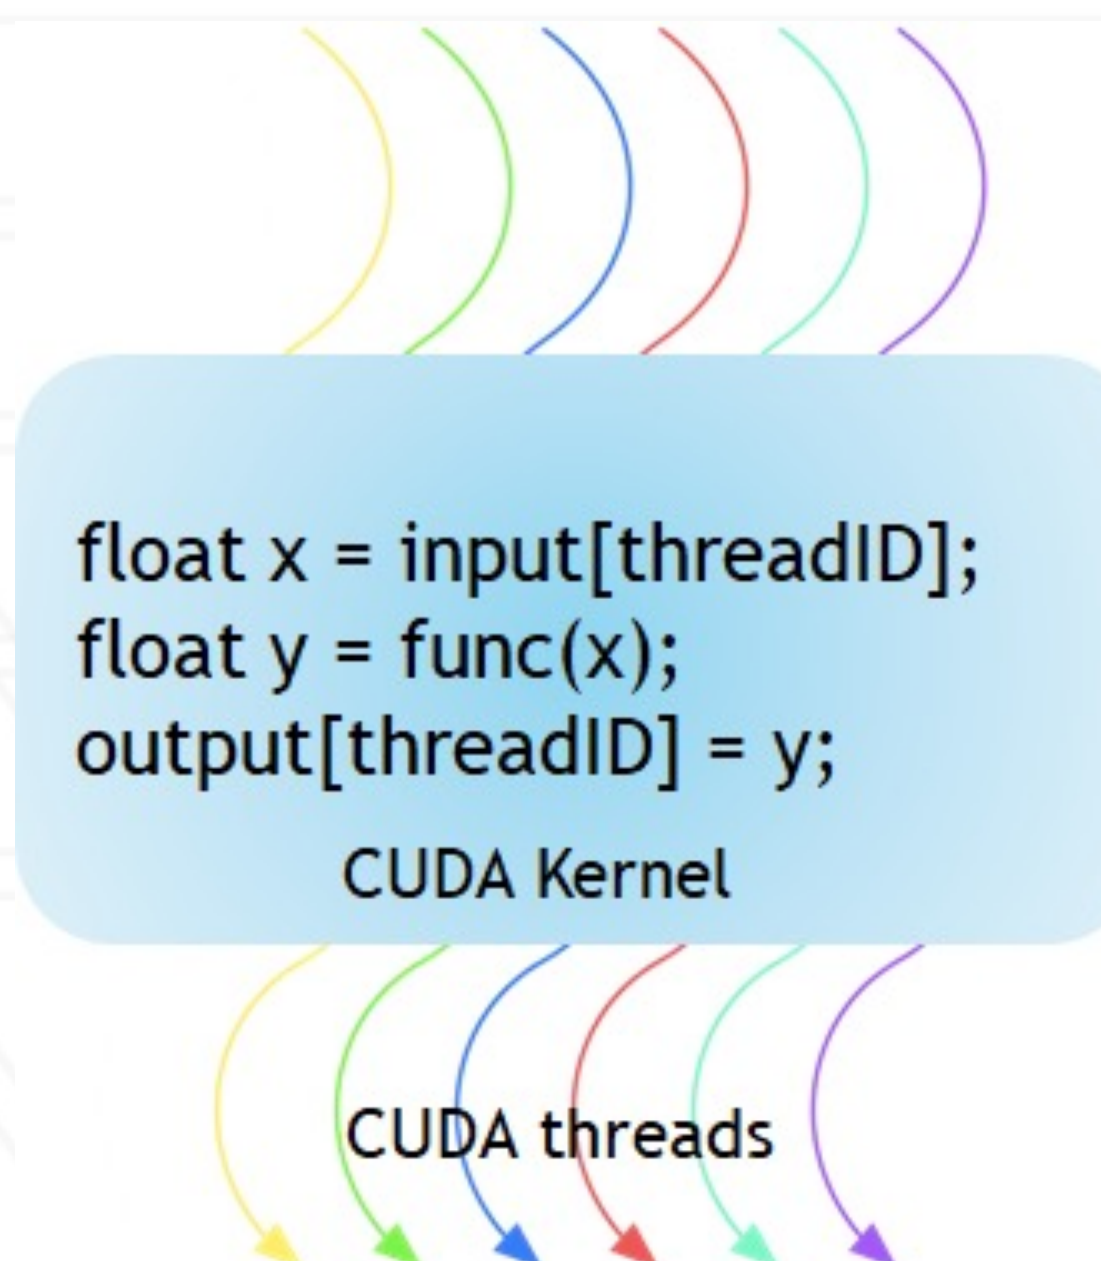 float x = input[threadID];
float y = func(x);
output[threadID] = y;
CUDA Kernel
CUDA threads